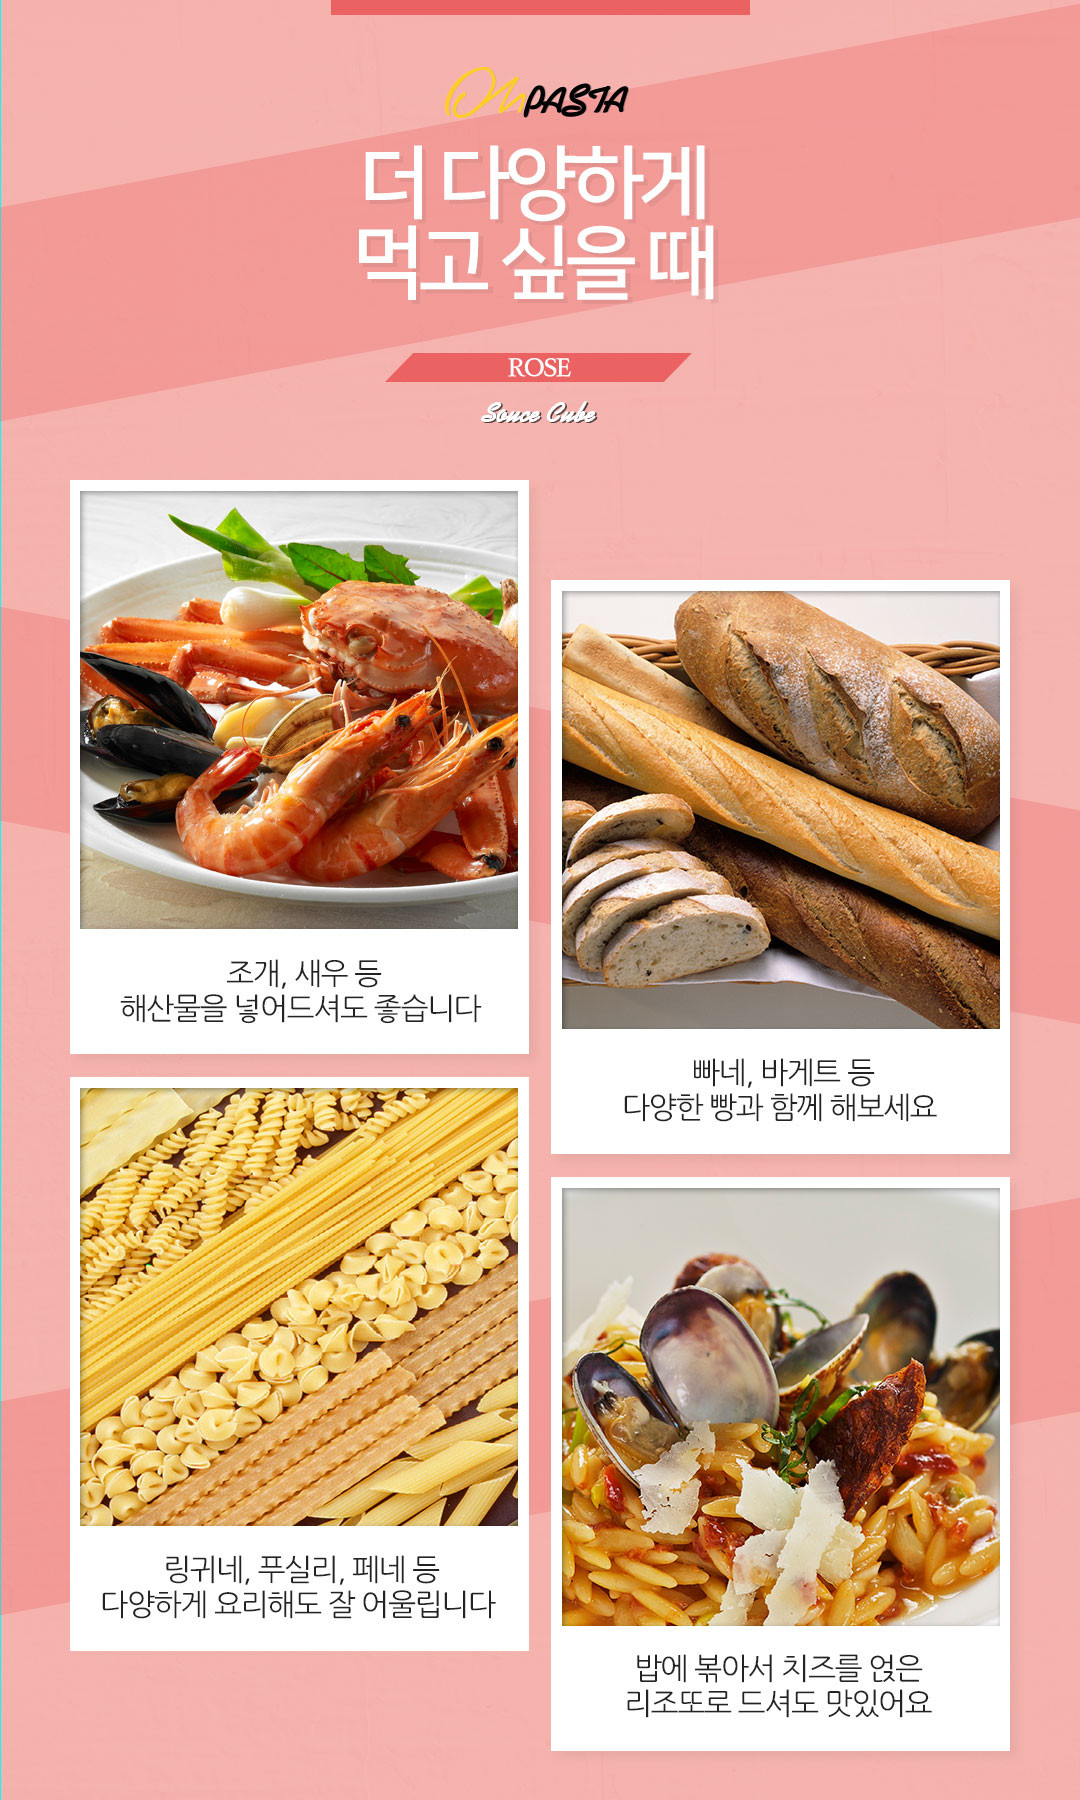 Oh PASTA
더 다양하게
먹고 싶을 때
ROSE
Souce Cube
조개, 새우 등
해산물을 넣어드셔도 좋습니다
빠네, 바게트 등
다양한 빵과 함께 해보세요
링귀네, 푸실리, 페네 등
다양하게 요리해도 잘 어울립니다
밥에 볶아서 치즈를 얹은
리조또로 드셔도 맛있어요